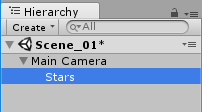 Hierarchy
Create All
Scene_01*
Main Camera
Stars